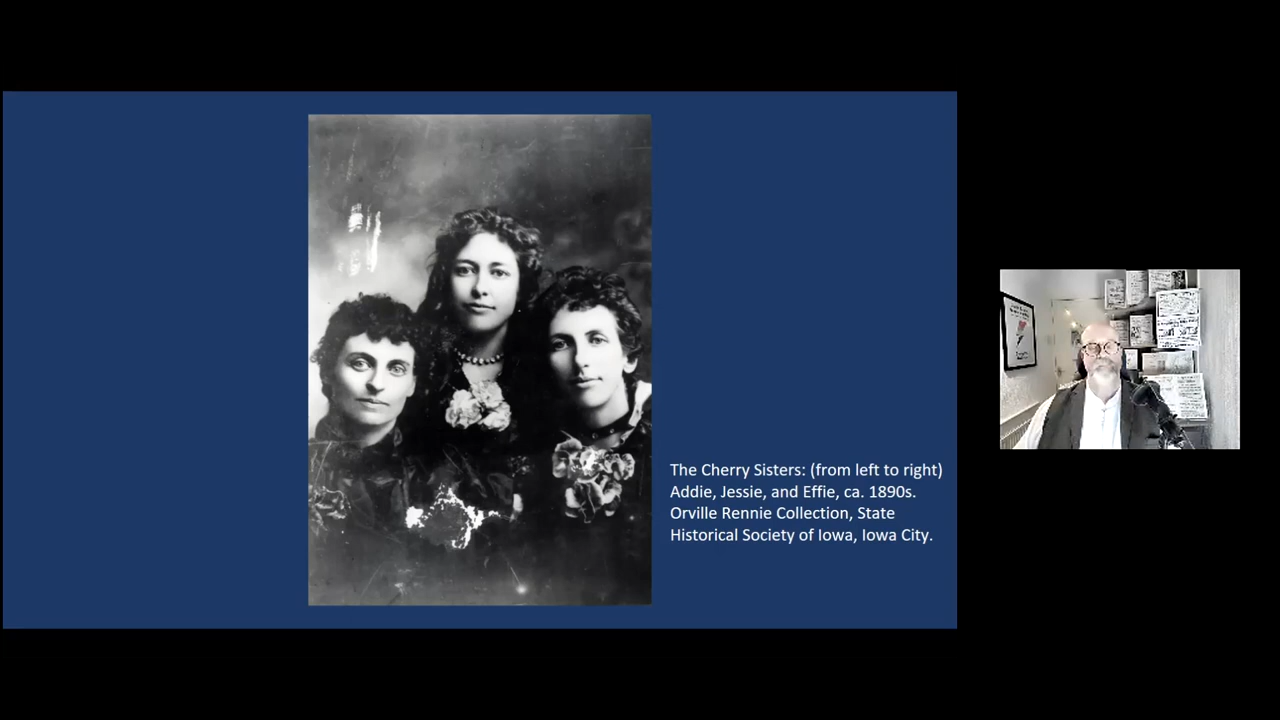 The Cherry Sisters: (from left to right)
Addie, Jessie, and Effie, ca. 1890s.
Orville Rennie Collection, State
Historical Society of Iowa, Iowa City.